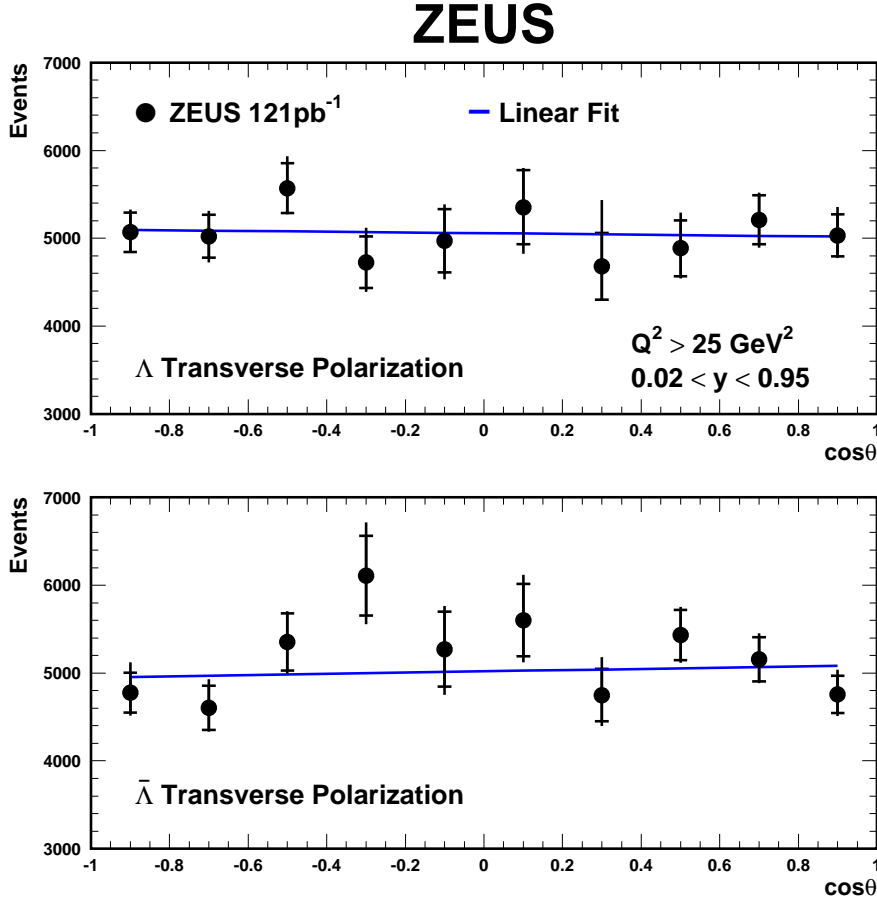 ZEUS
7000
6000
5000
4000
3000
Events
ZEUS 121pb⁻¹
Linear Fit
Λ Transverse Polarization
Q² > 25 GeV²
0.02 < y < 0.95
-1 -0.8 -0.6 -0.4 -0.2 0 0.2 0.4 0.6 0.8 1
cosθ
7000
6000
5000
4000
3000
Events
Λ̄ Transverse Polarization
-1 -0.8 -0.6 -0.4 -0.2 0 0.2 0.4 0.6 0.8 1
cosθ